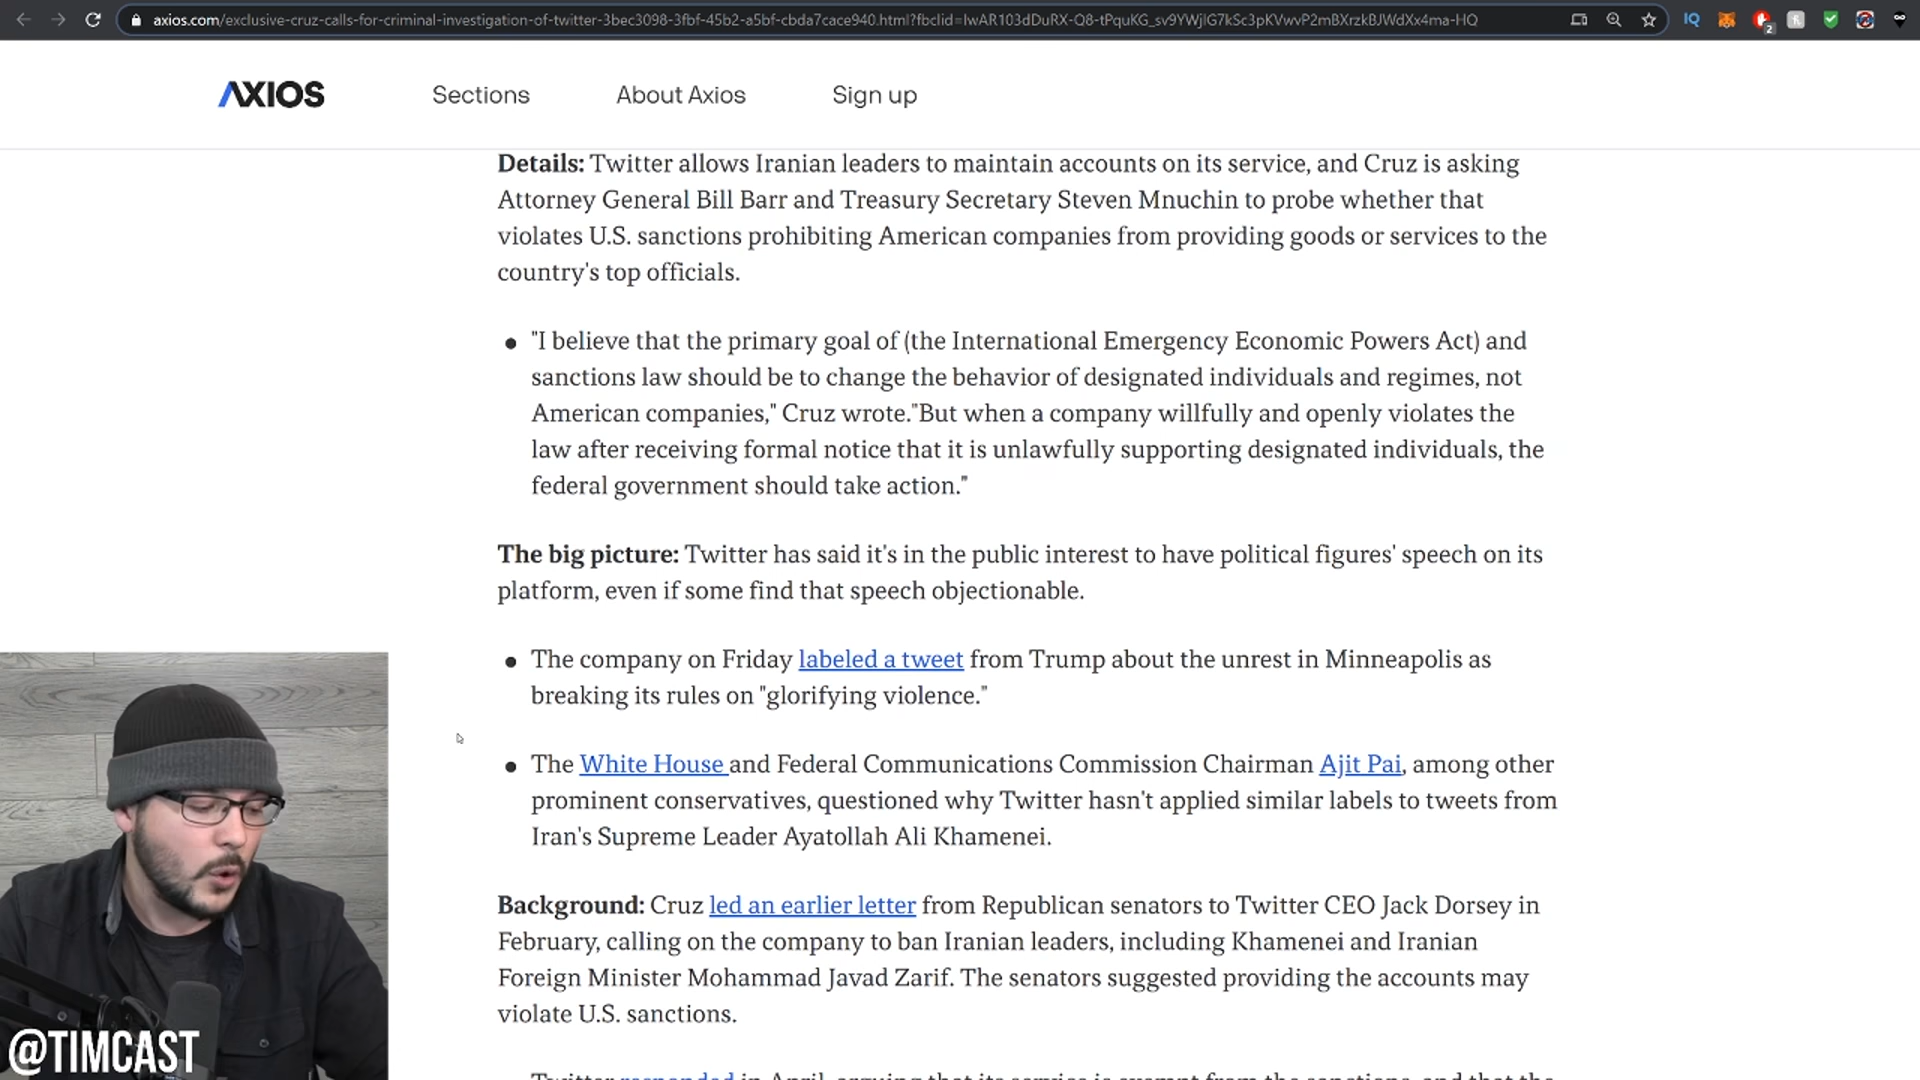 axios.com/exclusive-cruz-calls-for-criminal-investigation-of-twitter-3bec3098-3fbf-45b2-a5bf-cbda7cace940.html?fbclid=IwAR103dDuRX-Q8-tPquKG_sv9YWjIG7kSc3pKVwvP2mBXrzkBJWdXx4ma-HQ
IQ
2
AXIOS
Sections
About Axios
Sign up
Details: Twitter allows Iranian leaders to maintain accounts on its service, and Cruz is asking
Attorney General Bill Barr and Treasury Secretary Steven Mnuchin to probe whether that
violates U.S. sanctions prohibiting American companies from providing goods or services to the
country's top officials.
• "I believe that the primary goal of (the International Emergency Economic Powers Act) and
sanctions law should be to change the behavior of designated individuals and regimes, not
American companies," Cruz wrote."But when a company willfully and openly violates the
law after receiving formal notice that it is unlawfully supporting designated individuals, the
federal government should take action."
The big picture: Twitter has said it's in the public interest to have political figures' speech on its
platform, even if some find that speech objectionable.
• The company on Friday labeled a tweet from Trump about the unrest in Minneapolis as
breaking its rules on "glorifying violence."
• The White House and Federal Communications Commission Chairman Ajit Pai, among other
prominent conservatives, questioned why Twitter hasn't applied similar labels to tweets from
Iran's Supreme Leader Ayatollah Ali Khamenei.
Background: Cruz led an earlier letter from Republican senators to Twitter CEO Jack Dorsey in
February, calling on the company to ban Iranian leaders, including Khamenei and Iranian
Foreign Minister Mohammad Javad Zarif. The senators suggested providing the accounts may
violate U.S. sanctions.
Twitter responded in April, arguing that its service is exempt from the sanctions, and that the
@TIMCAST